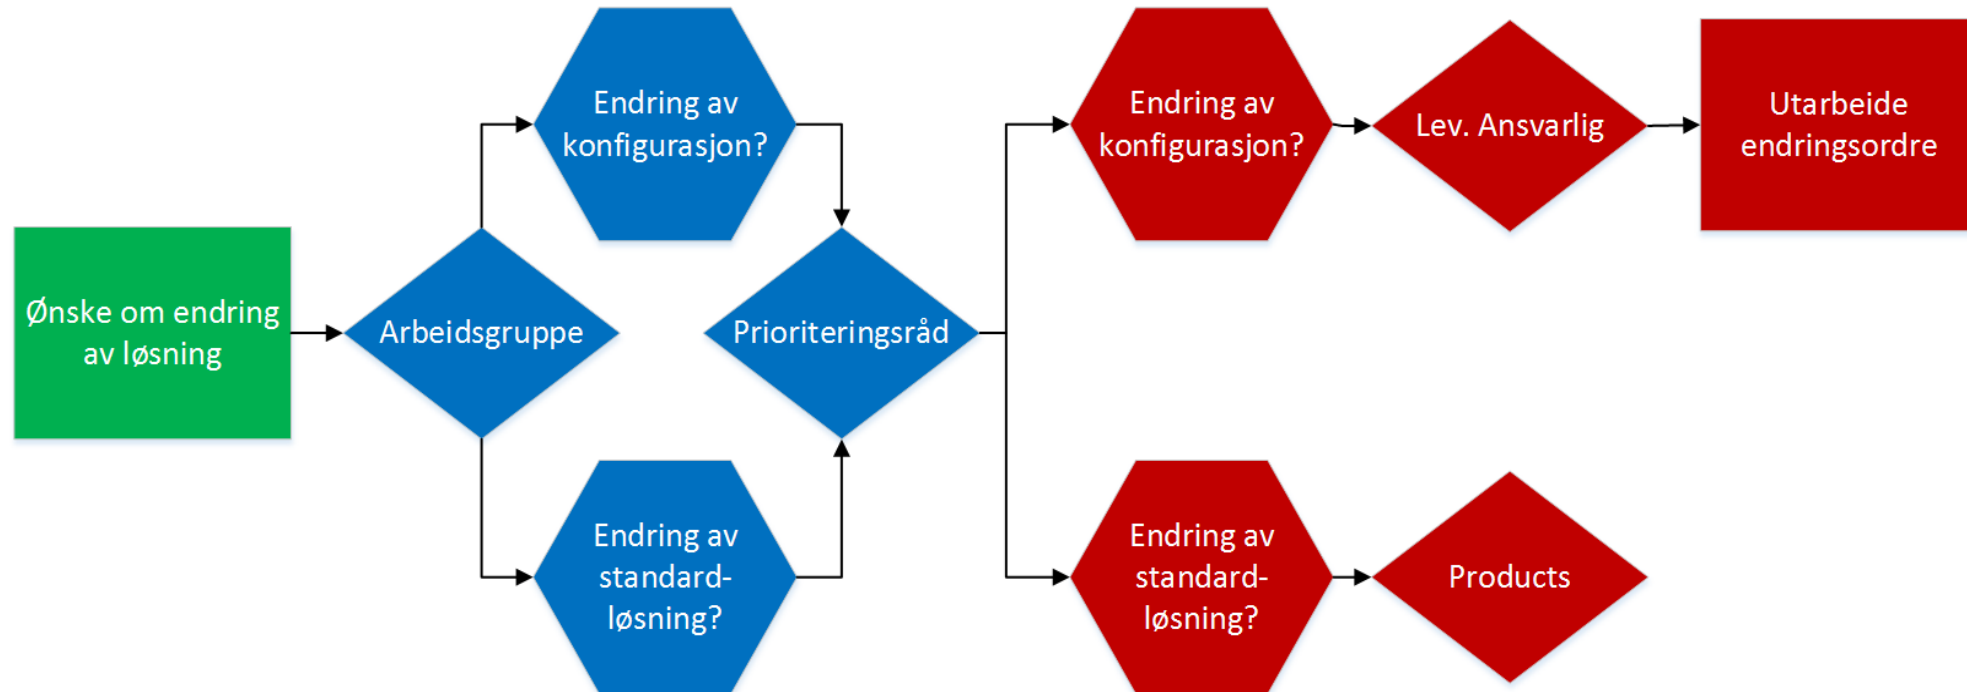 Ønske om endring
av løsning
Arbeidsgruppe
Endring av
konfigurasjon?
Endring av
standard-
løsning?
Prioriteringsråd
Endring av
konfigurasjon?
Lev. Ansvarlig
Utarbeide
endringsordre
Endring av
standard-
løsning?
Products